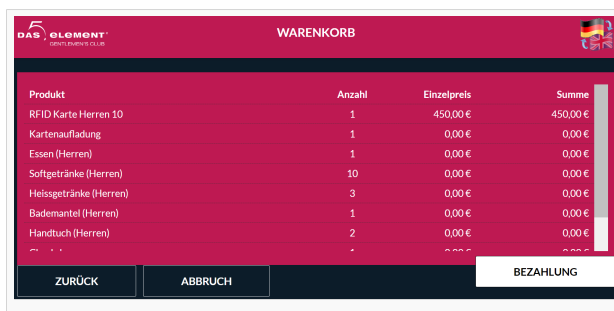 DAS 5. ELEMENT
GENTLEMEN'S CLUB
WARENKORB
Produkt Anzahl Einzelpreis Summe
RFID Karte Herren 10 1 450,00 € 450,00 €
Kartenaufladung 1 0,00 € 0,00 €
Essen (Herren) 1 0,00 € 0,00 €
Softgetränke (Herren) 10 0,00 € 0,00 €
Heissgetränke (Herren) 3 0,00 € 0,00 €
Bademantel (Herren) 1 0,00 € 0,00 €
Handtuch (Herren) 2 0,00 € 0,00 €
ZURÜCK ABBRUCH BEZAHLUNG